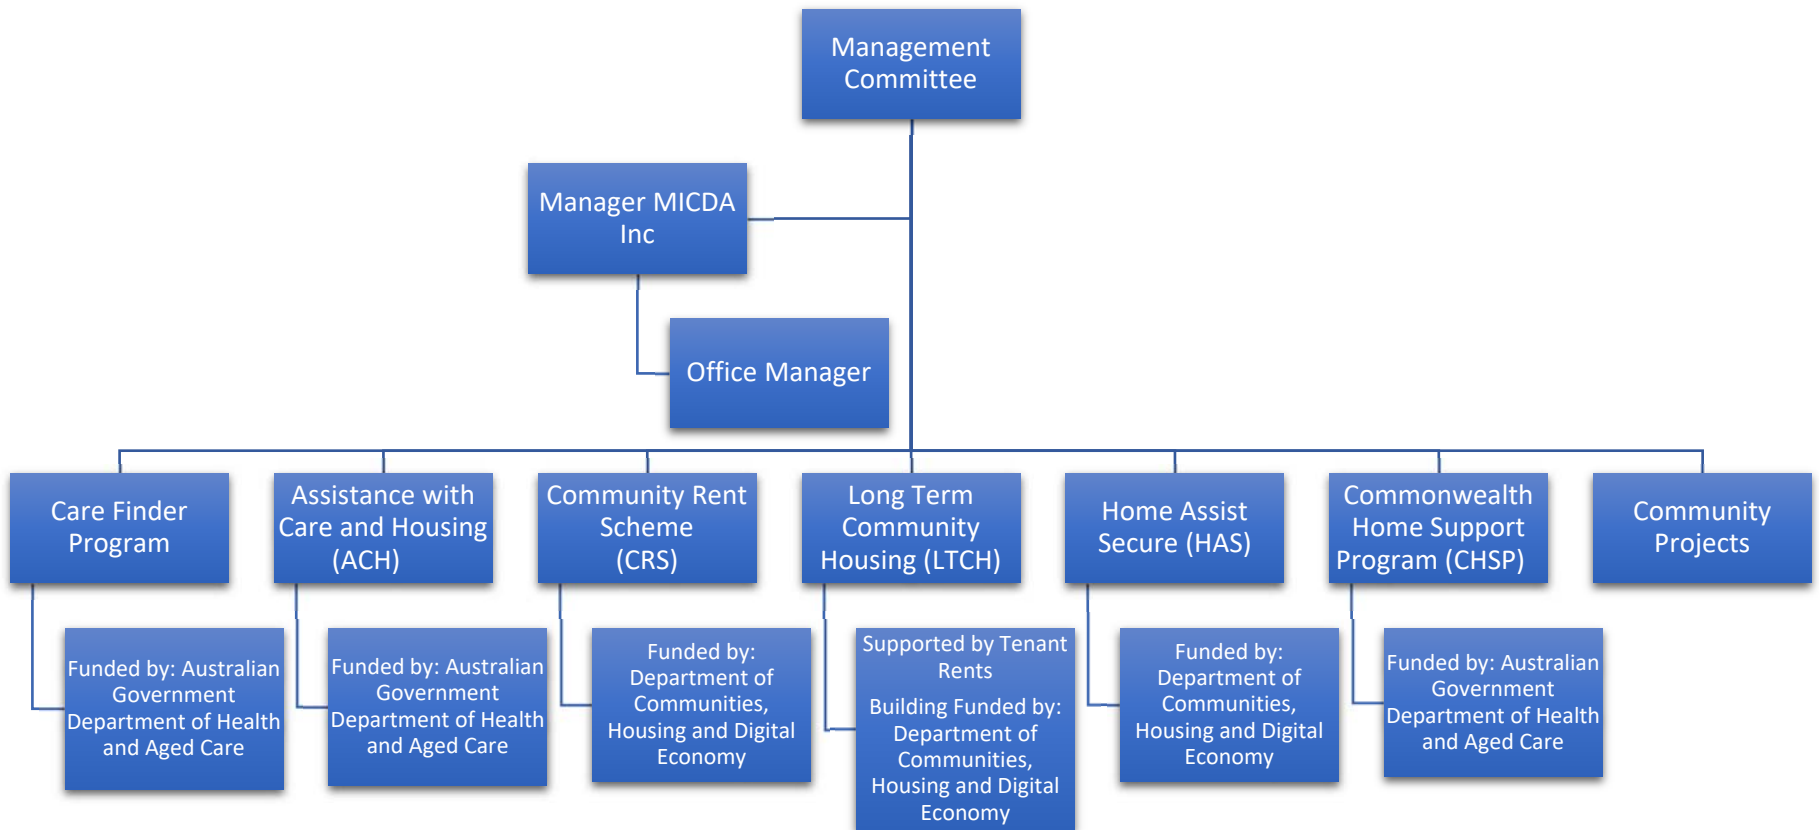 Management
Committee
Manager MICDA
Inc
Office Manager
Care Finder
Program
Assistance with
Care and Housing
(ACH)
Community Rent
Scheme
(CRS)
Long Term
Community
Housing (LTCH)
Home Assist
Secure (HAS)
Commonwealth
Home Support
Program (CHSP)
Community
Projects
Funded by: Australian
Government
Department of Health
and Aged Care
Funded by: Australian
Government
Department of Health
and Aged Care
Funded by:
Department of
Communities,
Housing and Digital
Economy
Supported by Tenant
Rents
Building Funded by:
Department of
Communities,
Housing and Digital
Economy
Funded by:
Department of
Communities,
Housing and Digital
Economy
Funded by: Australian
Government
Department of Health
and Aged Care